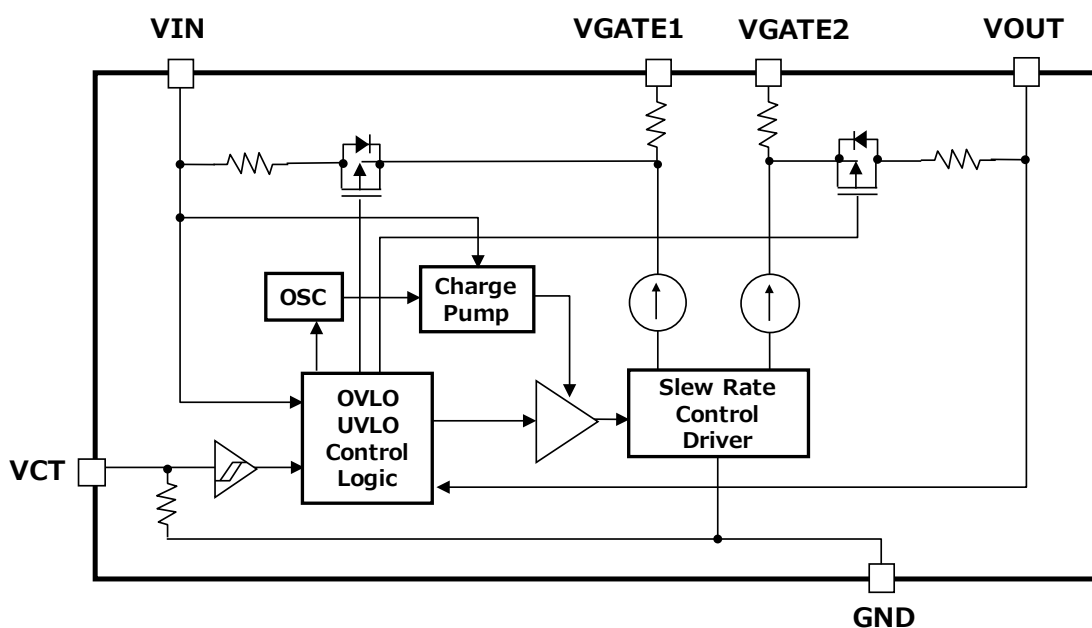 VIN
VGATE1
VGATE2
VOUT
OSC
Charge
Pump
OVLO
UVLO
Control
Logic
Slew Rate
Control
Driver
VCT
GND